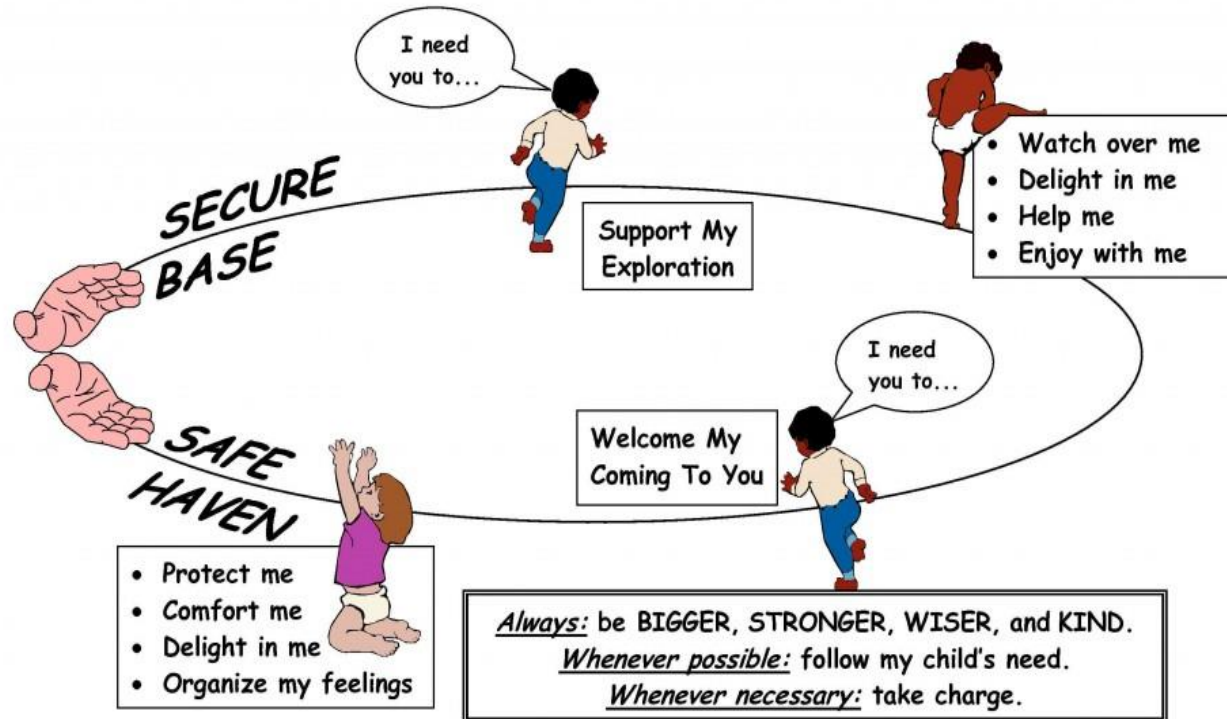 I need
you to...
SECURE
BASE
Support My
Exploration
• Watch over me
• Delight in me
• Help me
• Enjoy with me
I need
you to...
Welcome My
Coming To You
SAFE
HAVEN
• Protect me
• Comfort me
• Delight in me
• Organize my feelings
Always: be BIGGER, STRONGER, WISER, and KIND.
Whenever possible: follow my child's need.
Whenever necessary: take charge.